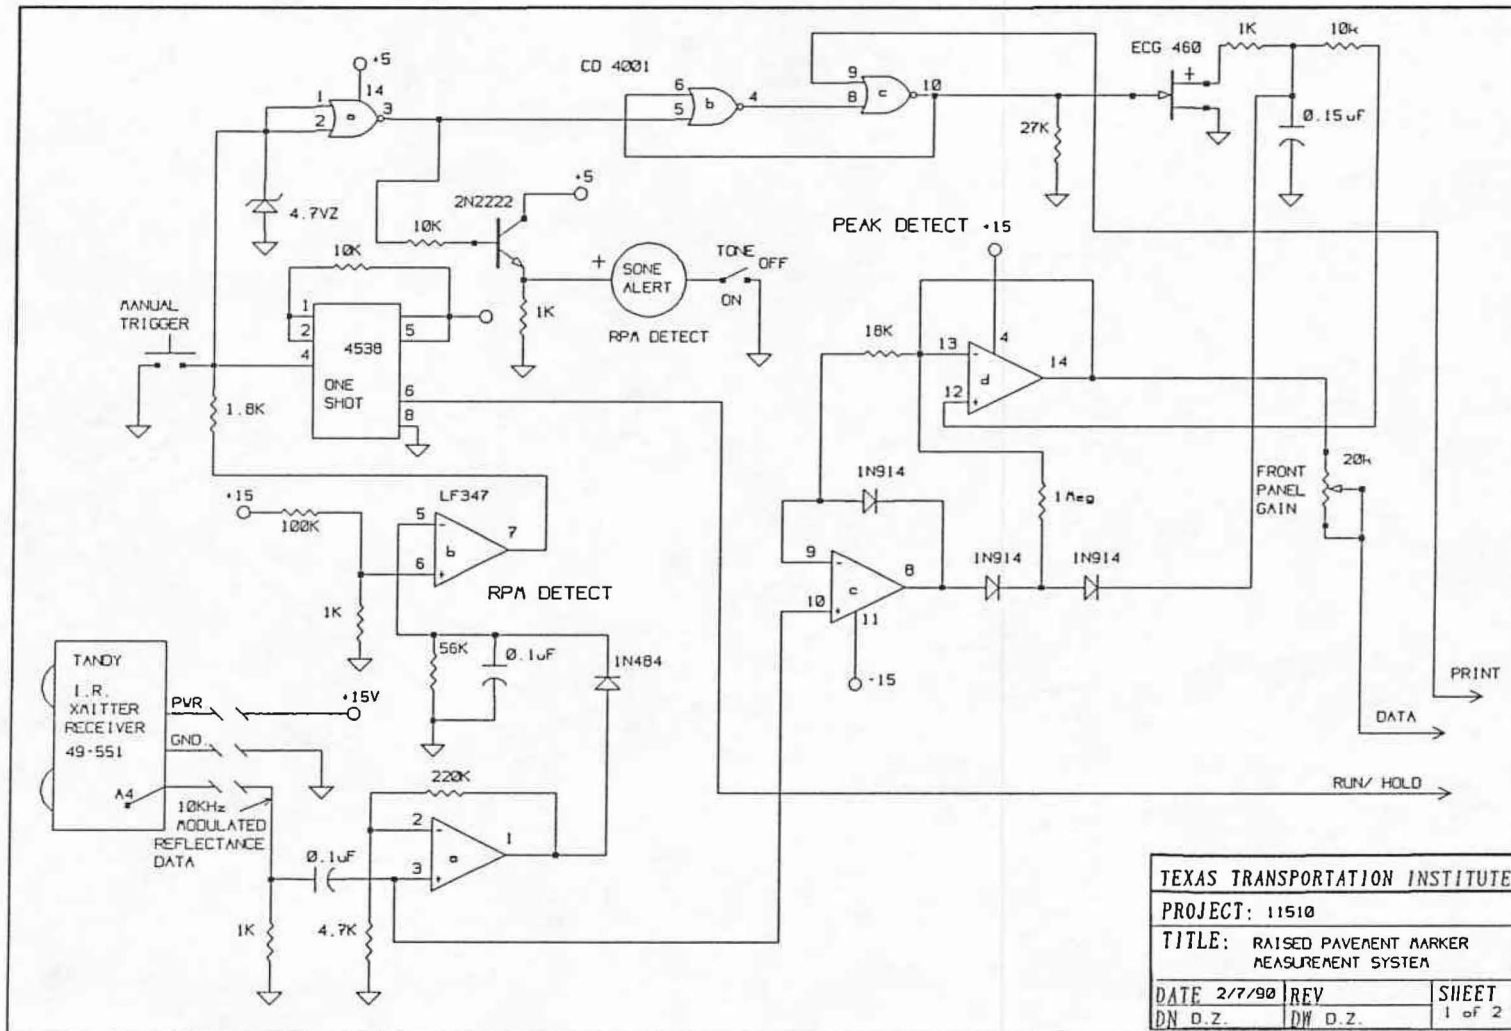 +5
14
1
2
a
3
CD 4001
6
5
b
4
9
8
c
10
ECG 460
+
1K
10k
0.15uF
27K
4.7VZ
2N2222
+5
10K
+
SONE
ALERT
TONE
OFF
ON
RPM DETECT
1K
10K
1
2
4
5
6
8
4538
ONE
SHOT
MANUAL
TRIGGER
1.8K
PEAK DETECT
+15
18K
13
-
12
+
d
4
14
1N914
1 Meg
9
-
10
+
c
8
11
-15
1N914
1N914
20k
FRONT
PANEL
GAIN
+15
100K
LF347
5
-
6
+
b
7
RPM DETECT
1K
56K
0.1uF
1N484
TANDY
I.R.
XMITTER
RECEIVER
49-551
A4
PWR
+15V
GND.
10KHz
MODULATED
REFLECTANCE
DATA
220K
2
-
3
+
a
1
0.1uF
1K
4.7K
PRINT
DATA
RUN/ HOLD
TEXAS TRANSPORTATION INSTITUTE
PROJECT: 11510
TITLE: RAISED PAVEMENT MARKER
MEASUREMENT SYSTEM
DATE 2/7/90 REV SHEET
DN D.Z. DW D.Z. 1 of 2